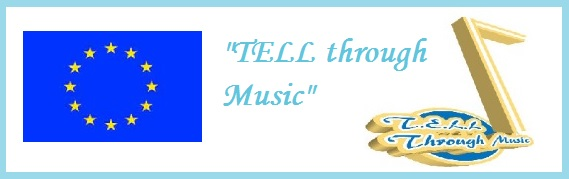 "TELL through
Music"
T.E.L.L
Through Music